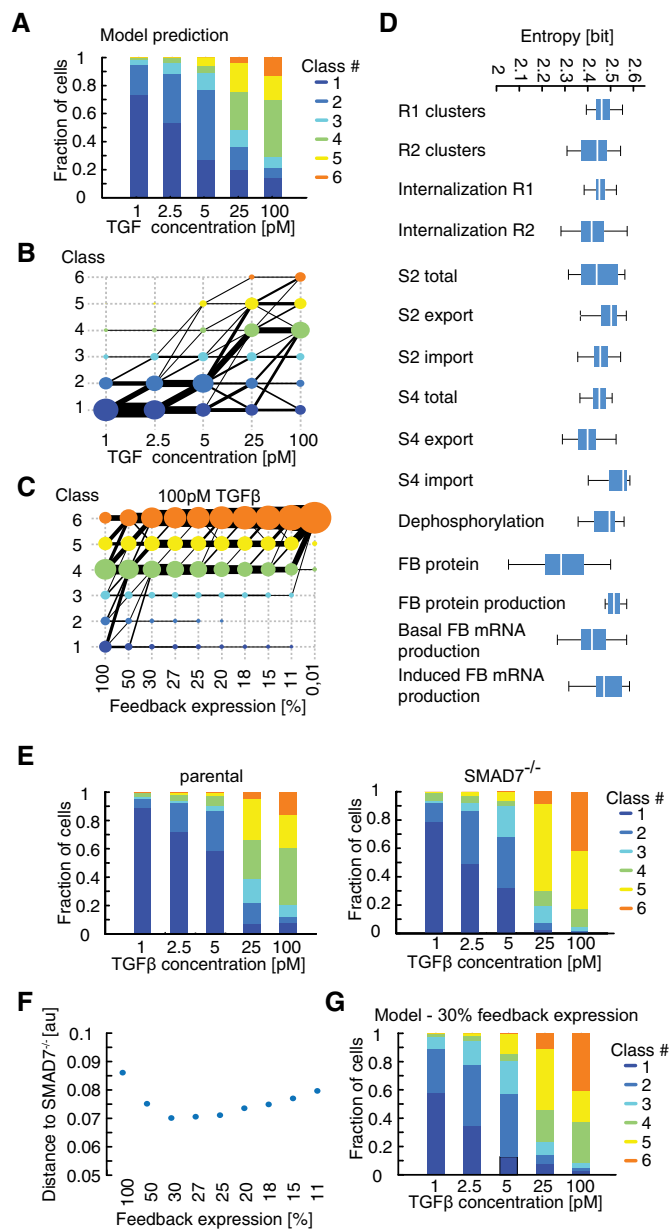 A
Model prediction
Fraction of cells
1
0.8
0.6
0.4
0.2
0
1 2.5 5 25 100
TGF concentration [pM]
Class #
1
2
3
4
5
6
B
Class
6
5
4
3
2
1
1 2.5 5 25 100
TGF concentration [pM]
C
Class 100pM TGFβ
6
5
4
3
2
1
100 50 30 27 25 20 18 15 11 0,01
Feedback expression [%]
D
Entropy [bit]
2 2.1 2.2 2.3 2.4 2.5 2.6
R1 clusters
R2 clusters
Internalization R1
Internalization R2
S2 total
S2 export
S2 import
S4 total
S4 export
S4 import
Dephosphorylation
FB protein
FB protein production
Basal FB mRNA
production
Induced FB mRNA
production
E
parental
Fraction of cells
1
0.8
0.6
0.4
0.2
0
1 2.5 5 25 100
TGFβ concentration [pM]
SMAD7-/-
Fraction of cells
1
0.8
0.6
0.4
0.2
0
1 2.5 5 25 100
TGFβ concentration [pM]
Class #
1
2
3
4
5
6
F
Distance to SMAD7-/- [au]
0.1
0.09
0.08
0.07
0.06
0.05
100 50 30 27 25 20 18 15 11
Feedback expression [%]
G
Model - 30% feedback expression
Fraction of cells
1
0.8
0.6
0.4
0.2
0
1 2.5 5 25 100
TGFβ concentration [pM]
Class #
1
2
3
4
5
6